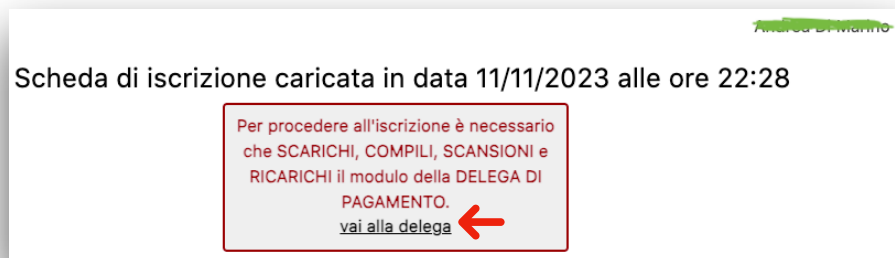 Scheda di iscrizione caricata in data 11/11/2023 alle ore 22:28
Per procedere all'iscrizione è necessario
che SCARICHI, COMPILI, SCANSIONI e
RICARICHI il modulo della DELEGA DI
PAGAMENTO.
vai alla delega